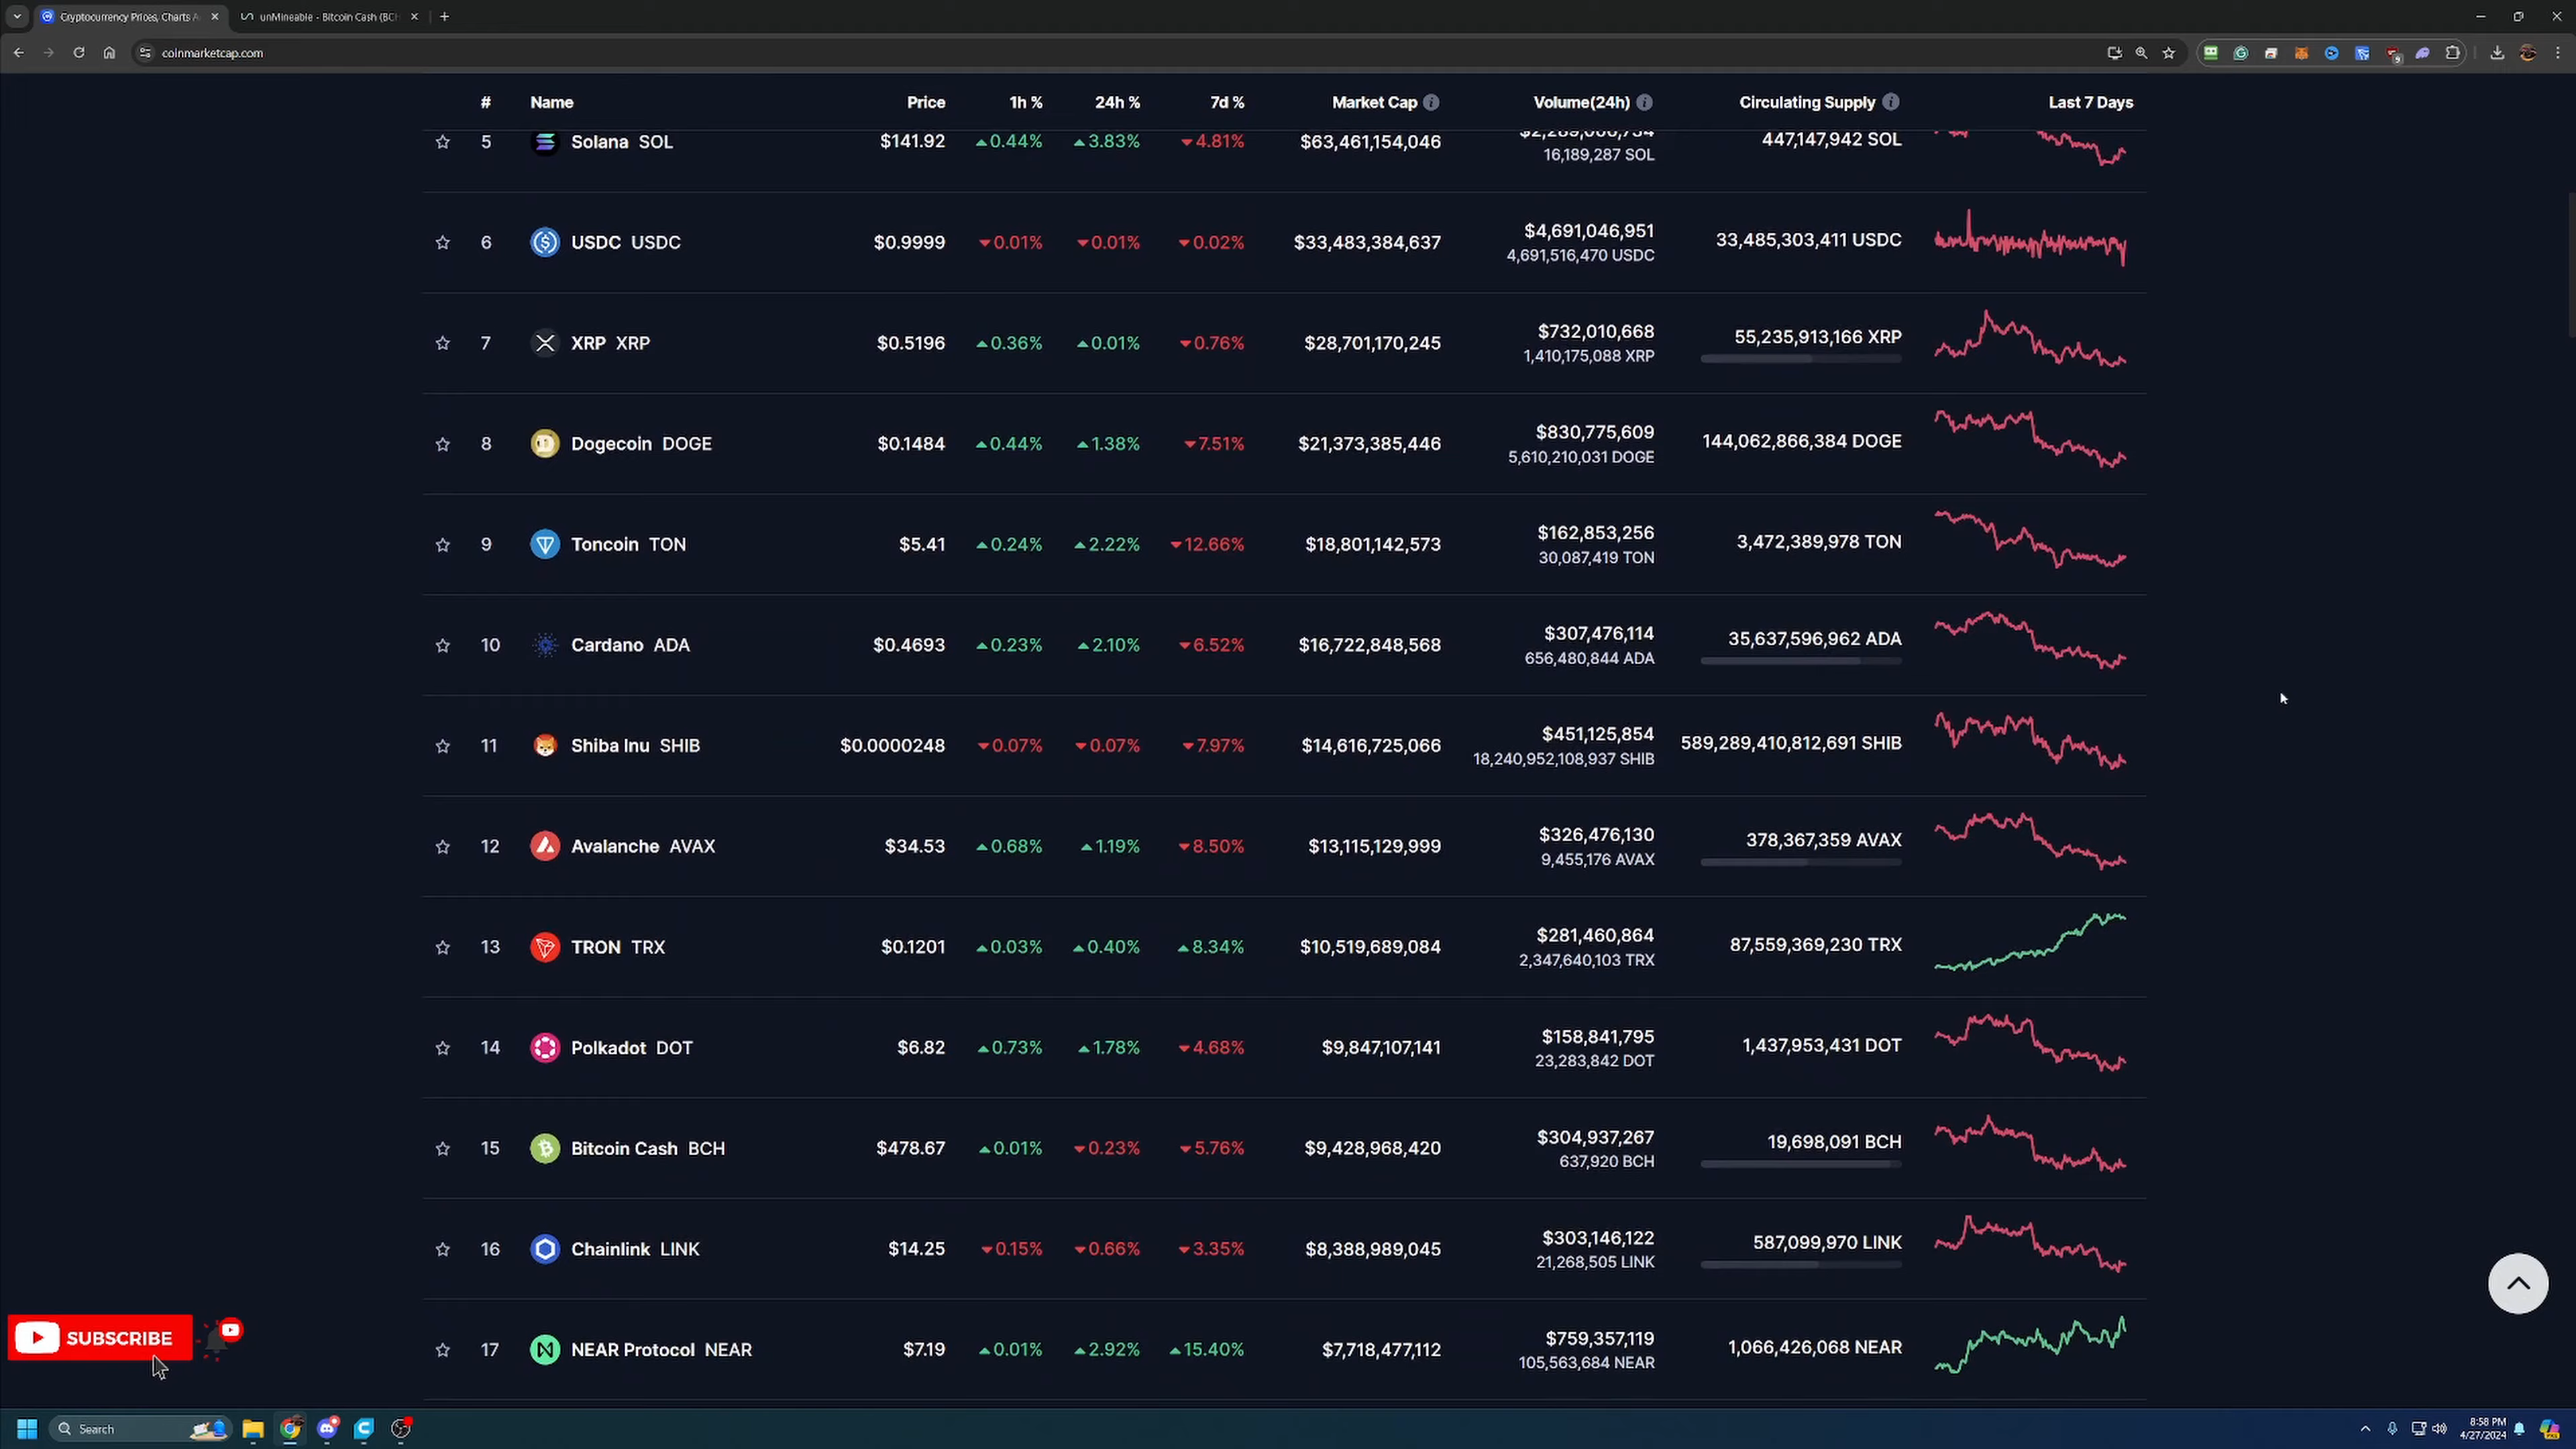 Cryptocurrency Prices, Charts A
unMineable - Bitcoin Cash (BCH
coinmarketcap.com
# Name Price 1h % 24h % 7d % Market Cap Volume(24h) Circulating Supply Last 7 Days
5 Solana SOL $141.92 0.44% 3.83% 4.81% $63,461,154,046 447,147,942 SOL
16,189,287 SOL
6 USDC USDC $0.9999 0.01% 0.01% 0.02% $33,483,384,637 $4,691,046,951 33,485,303,411 USDC
4,691,516,470 USDC
7 XRP XRP $0.5196 0.36% 0.01% 0.76% $28,701,170,245 $732,010,668 55,235,913,166 XRP
1,410,175,088 XRP
8 Dogecoin DOGE $0.1484 0.44% 1.38% 7.51% $21,373,385,446 $830,775,609 144,062,866,384 DOGE
5,610,210,031 DOGE
9 Toncoin TON $5.41 0.24% 2.22% 12.66% $18,801,142,573 $162,853,256 3,472,389,978 TON
30,087,419 TON
10 Cardano ADA $0.4693 0.23% 2.10% 6.52% $16,722,848,568 $307,476,114 35,637,596,962 ADA
656,480,844 ADA
11 Shiba Inu SHIB $0.0000248 0.07% 0.07% 7.97% $14,616,725,066 $451,125,854 589,289,410,812,691 SHIB
18,240,952,108,937 SHIB
12 Avalanche AVAX $34.53 0.68% 1.19% 8.50% $13,115,129,999 $326,476,130 378,367,359 AVAX
9,455,176 AVAX
13 TRON TRX $0.1201 0.03% 0.40% 8.34% $10,519,689,084 $281,460,864 87,559,369,230 TRX
2,347,640,103 TRX
14 Polkadot DOT $6.82 0.73% 1.78% 4.68% $9,847,107,141 $158,841,795 1,437,953,431 DOT
23,283,842 DOT
15 Bitcoin Cash BCH $478.67 0.01% 0.23% 5.76% $9,428,968,420 $304,937,267 19,698,091 BCH
637,920 BCH
16 Chainlink LINK $14.25 0.15% 0.66% 3.35% $8,388,989,045 $303,146,122 587,099,970 LINK
21,268,505 LINK
17 NEAR Protocol NEAR $7.19 0.01% 2.92% 15.40% $7,718,477,112 $759,357,119 1,066,426,068 NEAR
105,563,684 NEAR
SUBSCRIBE
Search
8:58 PM
4/27/2024